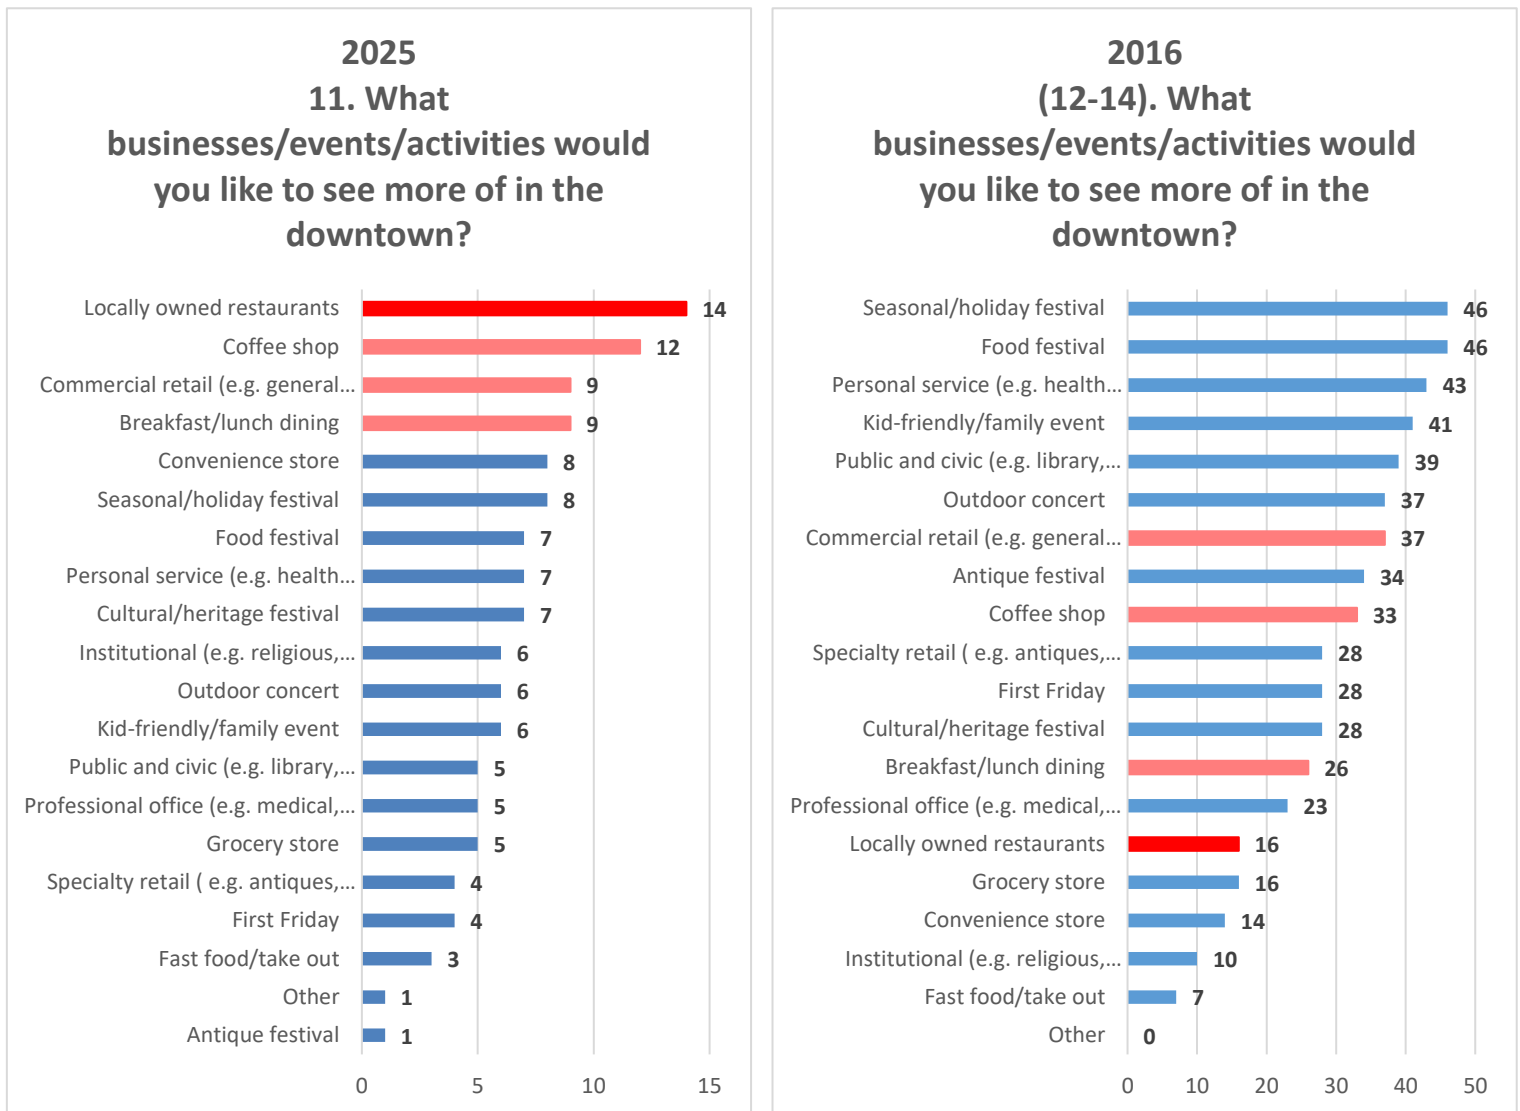 2025
11. What
businesses/events/activities would
you like to see more of in the
downtown?
Locally owned restaurants 14
Coffee shop 12
Commercial retail (e.g. general… 9
Breakfast/lunch dining 9
Convenience store 8
Seasonal/holiday festival 8
Food festival 7
Personal service (e.g. health… 7
Cultural/heritage festival 7
Institutional (e.g. religious,… 6
Outdoor concert 6
Kid-friendly/family event 6
Public and civic (e.g. library,… 5
Professional office (e.g. medical,… 5
Grocery store 5
Specialty retail ( e.g. antiques,… 4
First Friday 4
Fast food/take out 3
Other 1
Antique festival 1
0 5 10 15
2016
(12-14). What
businesses/events/activities would
you like to see more of in the
downtown?
Seasonal/holiday festival 46
Food festival 46
Personal service (e.g. health… 43
Kid-friendly/family event 41
Public and civic (e.g. library,… 39
Outdoor concert 37
Commercial retail (e.g. general… 37
Antique festival 34
Coffee shop 33
Specialty retail ( e.g. antiques,… 28
First Friday 28
Cultural/heritage festival 28
Breakfast/lunch dining 26
Professional office (e.g. medical,… 23
Locally owned restaurants 16
Grocery store 16
Convenience store 14
Institutional (e.g. religious,… 10
Fast food/take out 7
Other 0
0 10 20 30 40 50